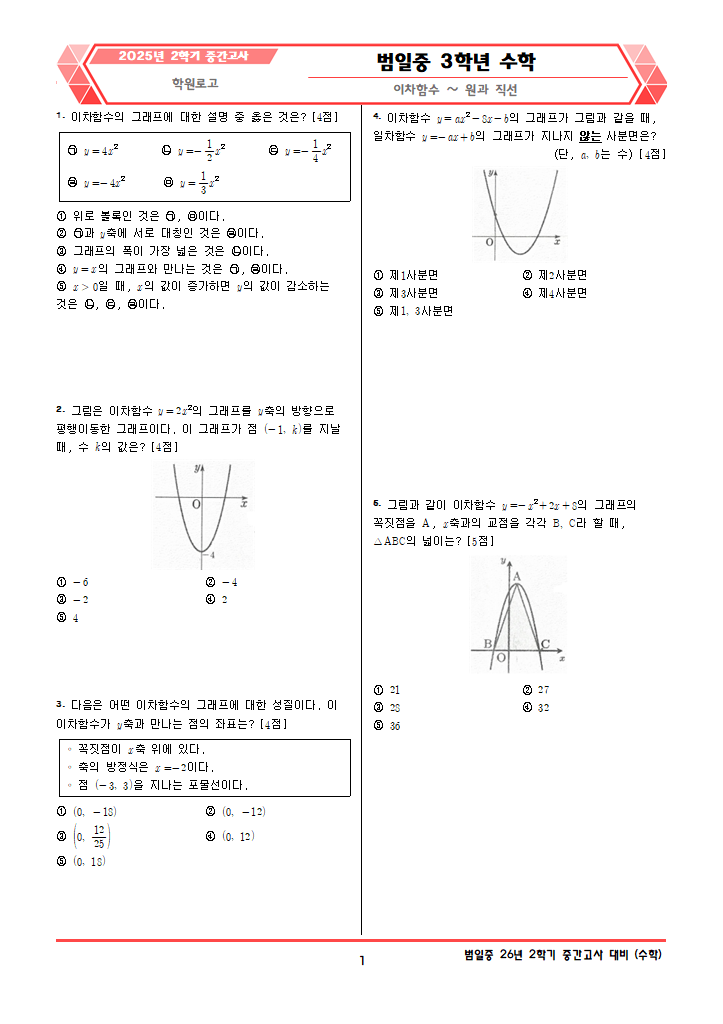 2025년 2학기 중간고사
학원로고
범일중 3학년 수학
이차함수 ~ 원과 직선
1. 이차함수의 그래프에 대한 설명 중 옳은 것은? [4점]
㉠ y=4x² ㉡ y=-1/2x² ㉢ y=-1/4x²
㉣ y=-4x² ㉤ y=1/3x²
① 위로 볼록인 것은 ㉠, ㉤이다.
② ㉠과 y축에 서로 대칭인 것은 ㉣이다.
③ 그래프의 폭이 가장 넓은 것은 ㉡이다.
④ y=x의 그래프와 만나는 것은 ㉠, ㉣이다.
⑤ x>0일 때, x의 값이 증가하면 y의 값이 감소하는
것은 ㉡, ㉢, ㉣이다.
2. 그림은 이차함수 y=2x²의 그래프를 y축의 방향으로
평행이동한 그래프이다. 이 그래프가 점 (-1, k)를 지날
때, 수 k의 값은? [4점]
y
O
x
-4
① -6 ② -4
③ -2 ④ 2
⑤ 4
3. 다음은 어떤 이차함수의 그래프에 대한 성질이다. 이
이차함수가 y축과 만나는 점의 좌표는? [4점]
◦ 꼭짓점이 x축 위에 있다.
◦ 축의 방정식은 x=-2이다.
◦ 점 (-3, 3)을 지나는 포물선이다.
① (0, -18) ② (0, -12)
③ (0, 12/25) ④ (0, 12)
⑤ (0, 18)
4. 이차함수 y=ax²-8x-b의 그래프가 그림과 같을 때,
일차함수 y=-ax+b의 그래프가 지나지 않는 사분면은?
(단, a, b는 수) [4점]
y
O
x
① 제1사분면 ② 제2사분면
③ 제3사분면 ④ 제4사분면
⑤ 제1, 3사분면
5. 그림과 같이 이차함수 y=-x²+2x+8의 그래프의
꼭짓점을 A, x축과의 교점을 각각 B, C라 할 때,
△ABC의 넓이는? [5점]
y
A
B
O
C
x
① 21 ② 27
③ 28 ④ 32
⑤ 36
1
범일중 26년 2학기 중간고사 대비 (수학)